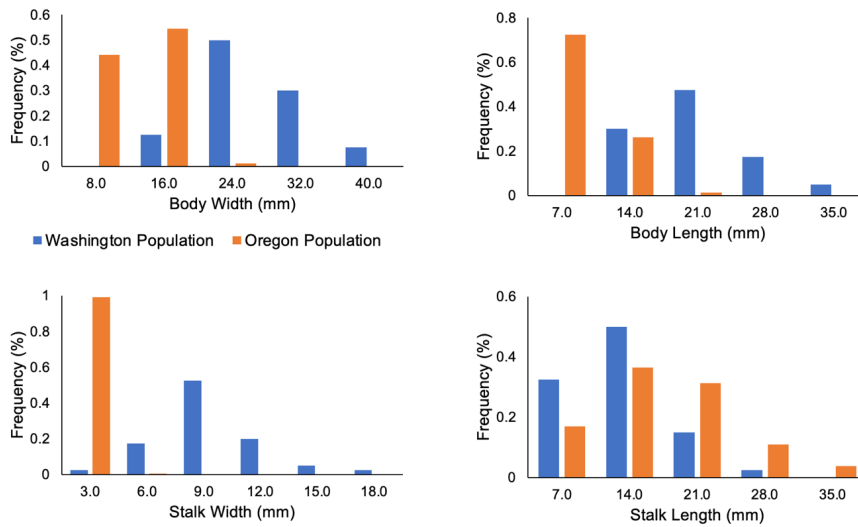 0.6
0.5
0.4
0.3
0.2
0.1
0
Frequency (%)
8.0 16.0 24.0 32.0 40.0
Body Width (mm)
0.8
0.6
0.4
0.2
0
Frequency (%)
7.0 14.0 21.0 28.0 35.0
Body Length (mm)
Washington Population Oregon Population
1
0.8
0.6
0.4
0.2
0
Frequency (%)
3.0 6.0 9.0 12.0 15.0 18.0
Stalk Width (mm)
0.6
0.4
0.2
0
Frequency (%)
7.0 14.0 21.0 28.0 35.0
Stalk Length (mm)